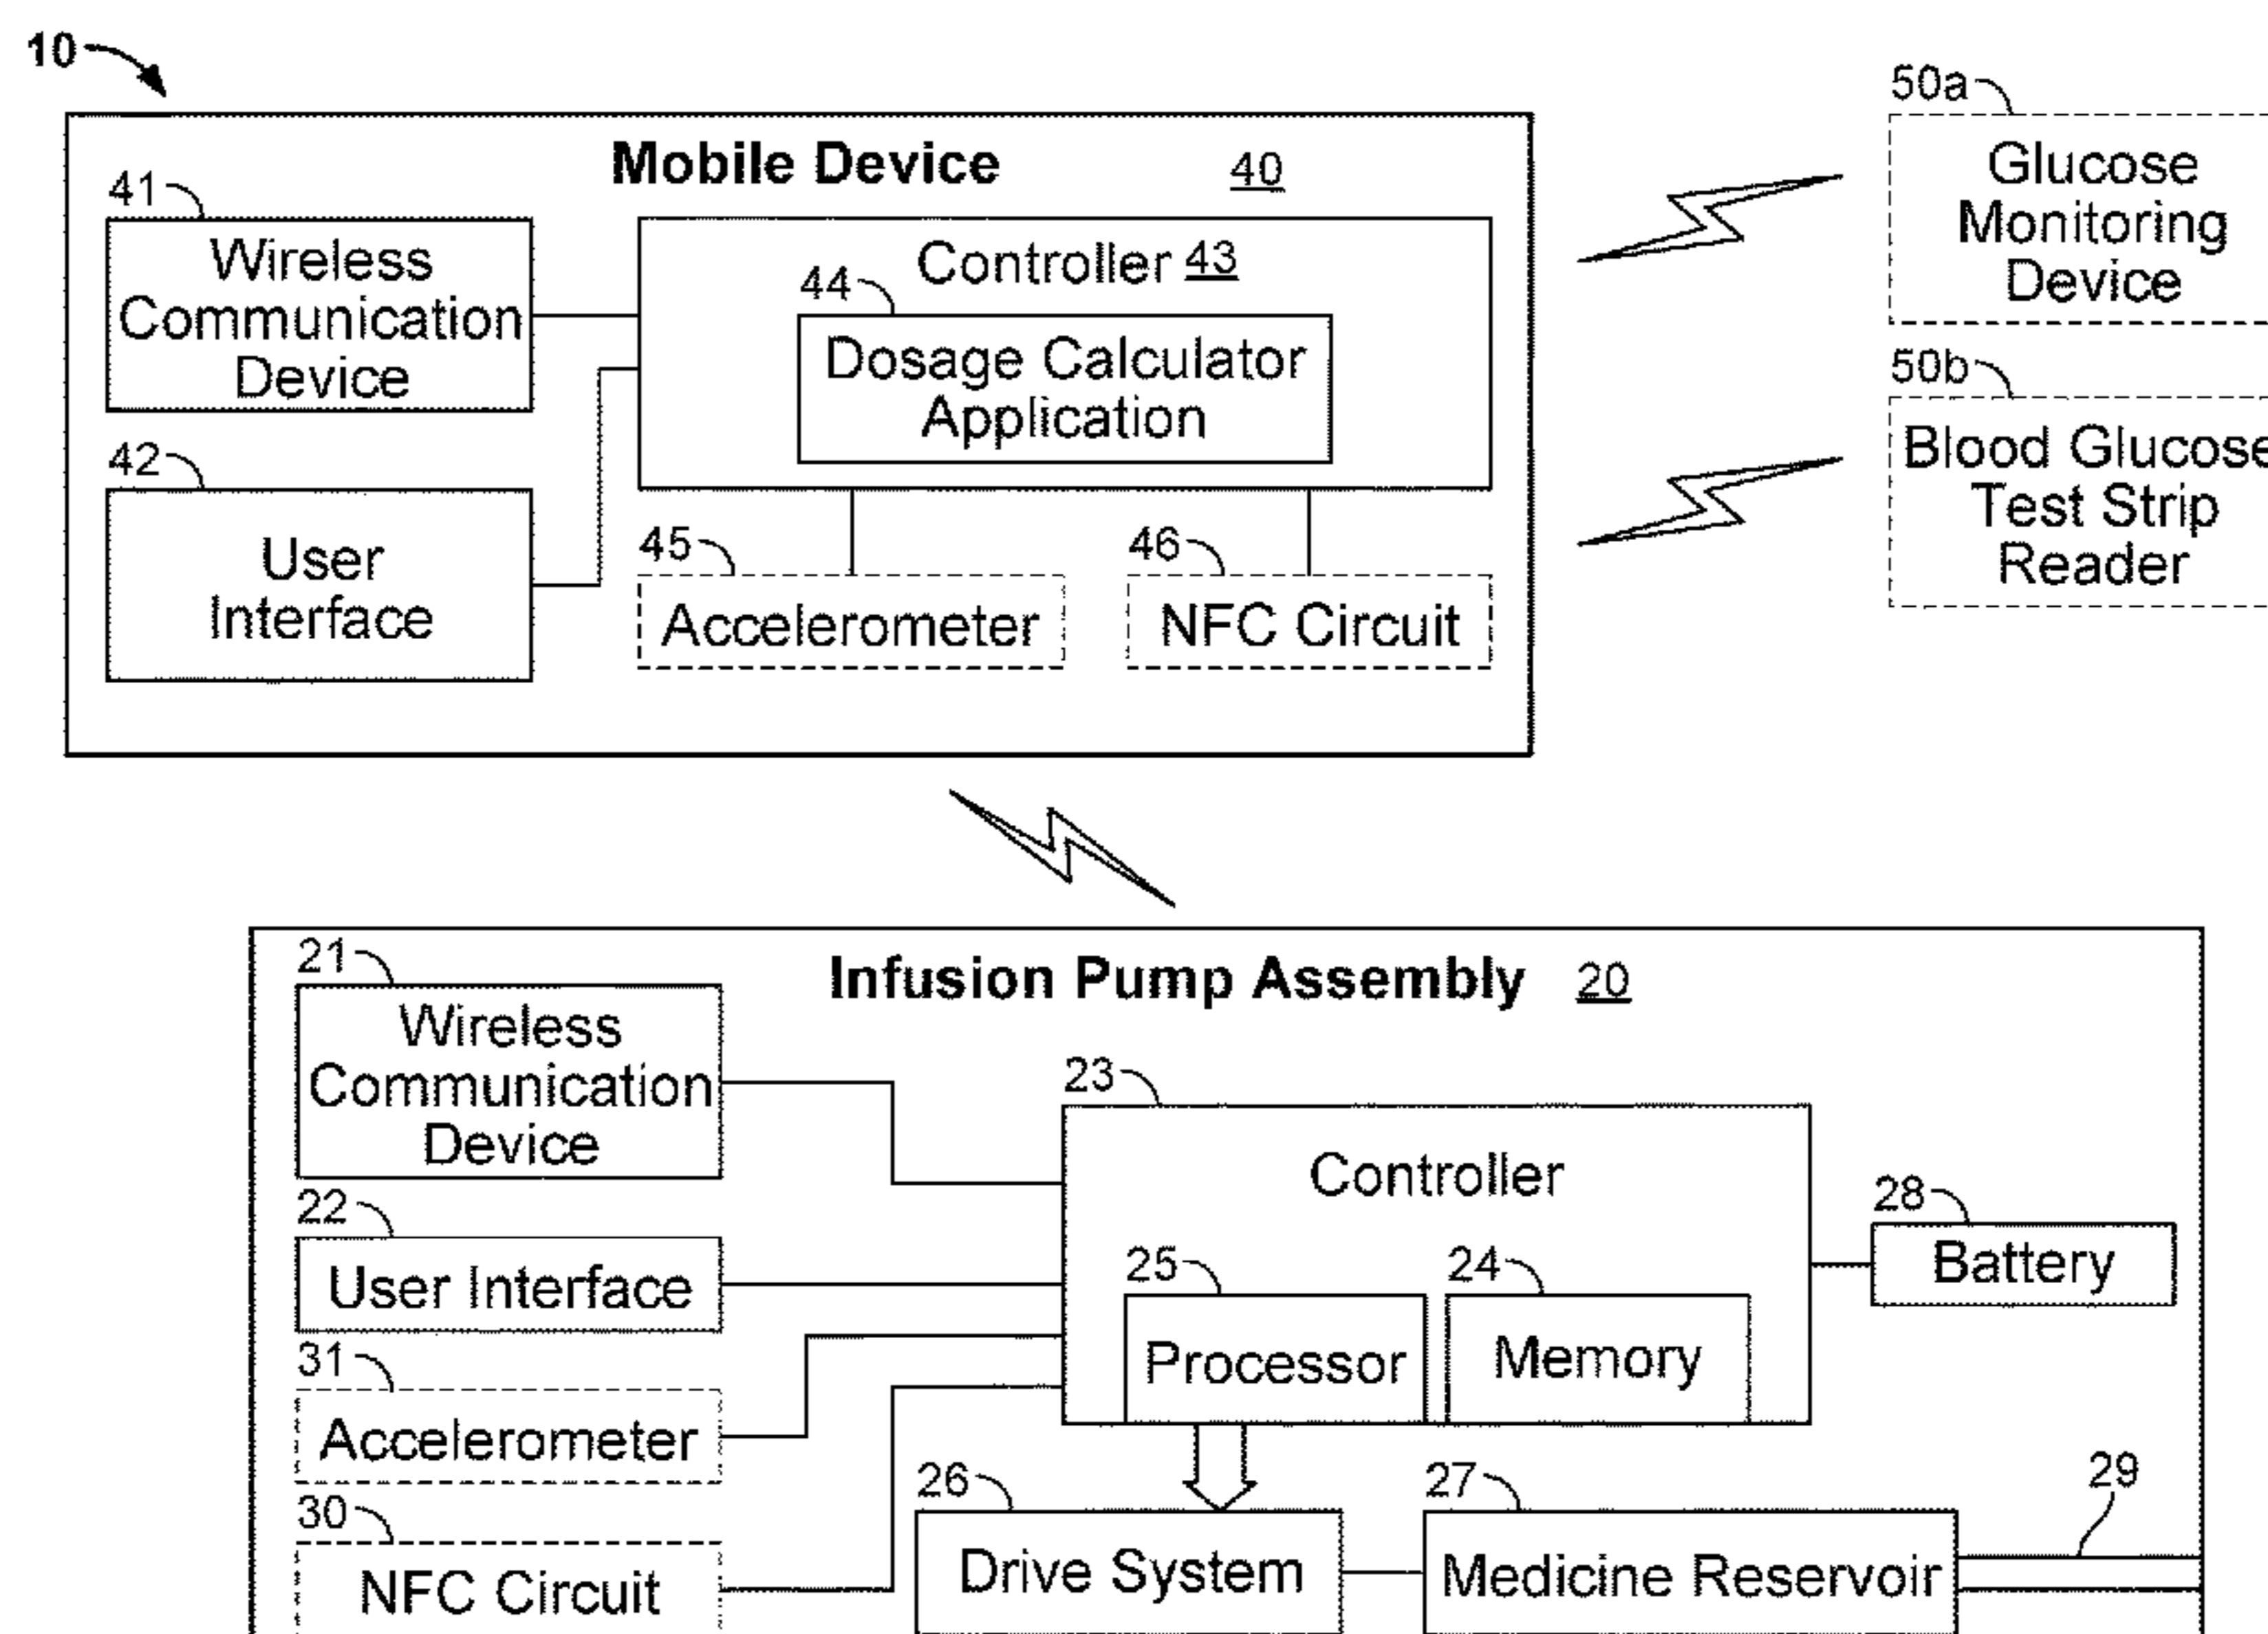 10
Mobile Device 40
41
Wireless
Communication
Device
42
User
Interface
Controller 43
44
Dosage Calculator
Application
45
Accelerometer
46
NFC Circuit
50a
Glucose
Monitoring
Device
50b
Blood Glucose
Test Strip
Reader
Infusion Pump Assembly 20
21
Wireless
Communication
Device
22
User Interface
31
Accelerometer
30
NFC Circuit
23
Controller
25
Processor
24
Memory
28
Battery
26
Drive System
27
Medicine Reservoir
29